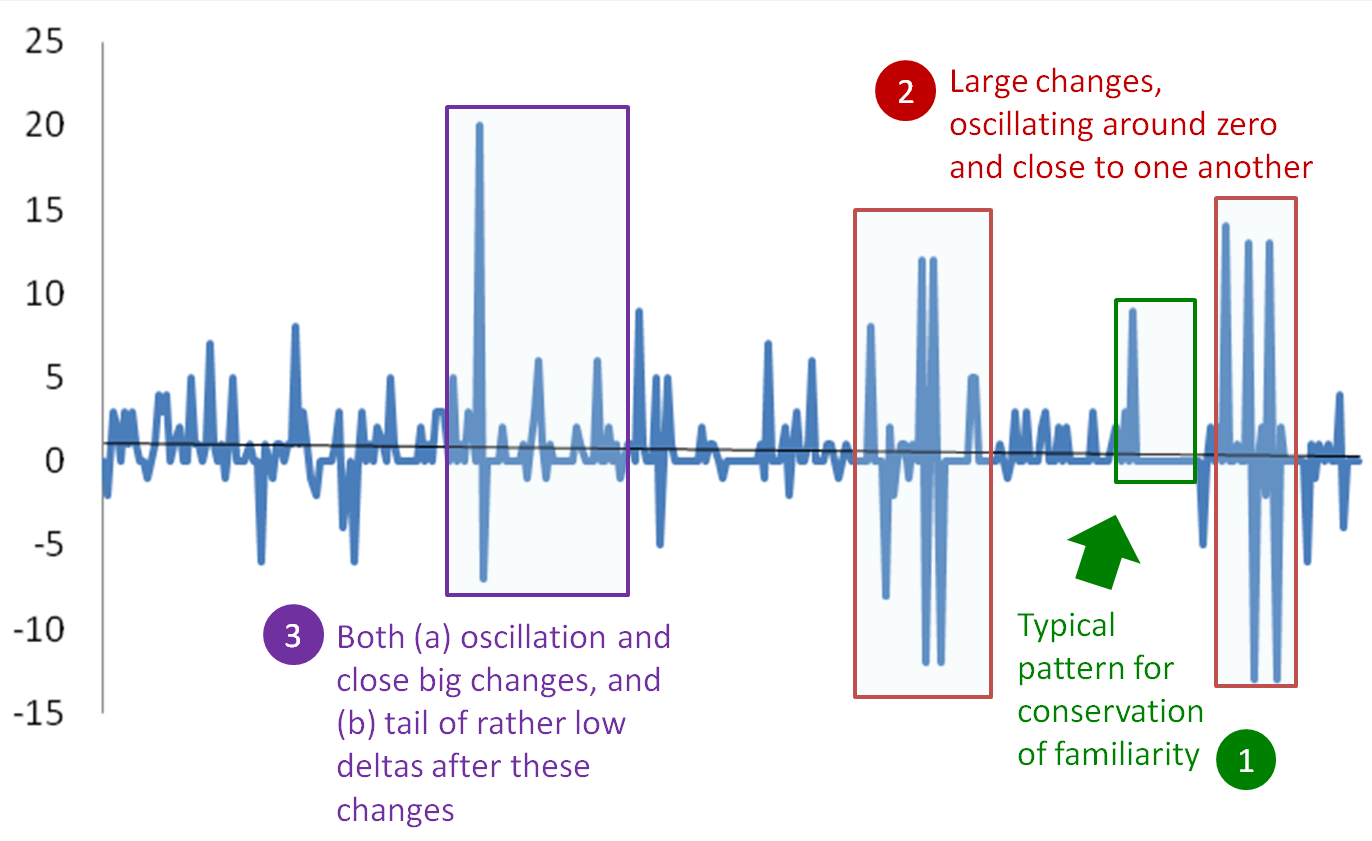 25
20
15
10
5
0
-5
-10
-15
2
Large changes,
oscillating around zero
and close to one another
3
Both (a) oscillation and
close big changes, and
(b) tail of rather low
deltas after these
changes
Typical
pattern for
conservation
of familiarity
1